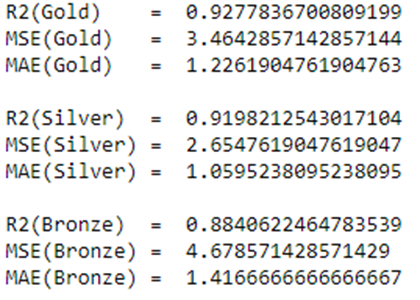 R2(Gold)    =  0.9277836700809199
MSE(Gold)   =  3.4642857142857144
MAE(Gold)   =  1.2261904761904763
R2(Silver)  =  0.9198212543017104
MSE(Silver) =  2.6547619047619047
MAE(Silver) =  1.0595238095238095
R2(Bronze)  =  0.8840622464783539
MSE(Bronze) =  4.678571428571429
MAE(Bronze) =  1.4166666666666667